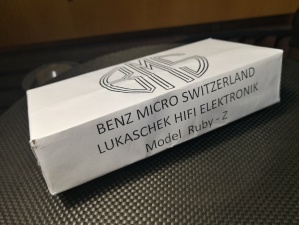 BENZ MICRO SWITZERLAND
LUKASCHEK HIFI ELEKTRONIK
Model Ruby - Z